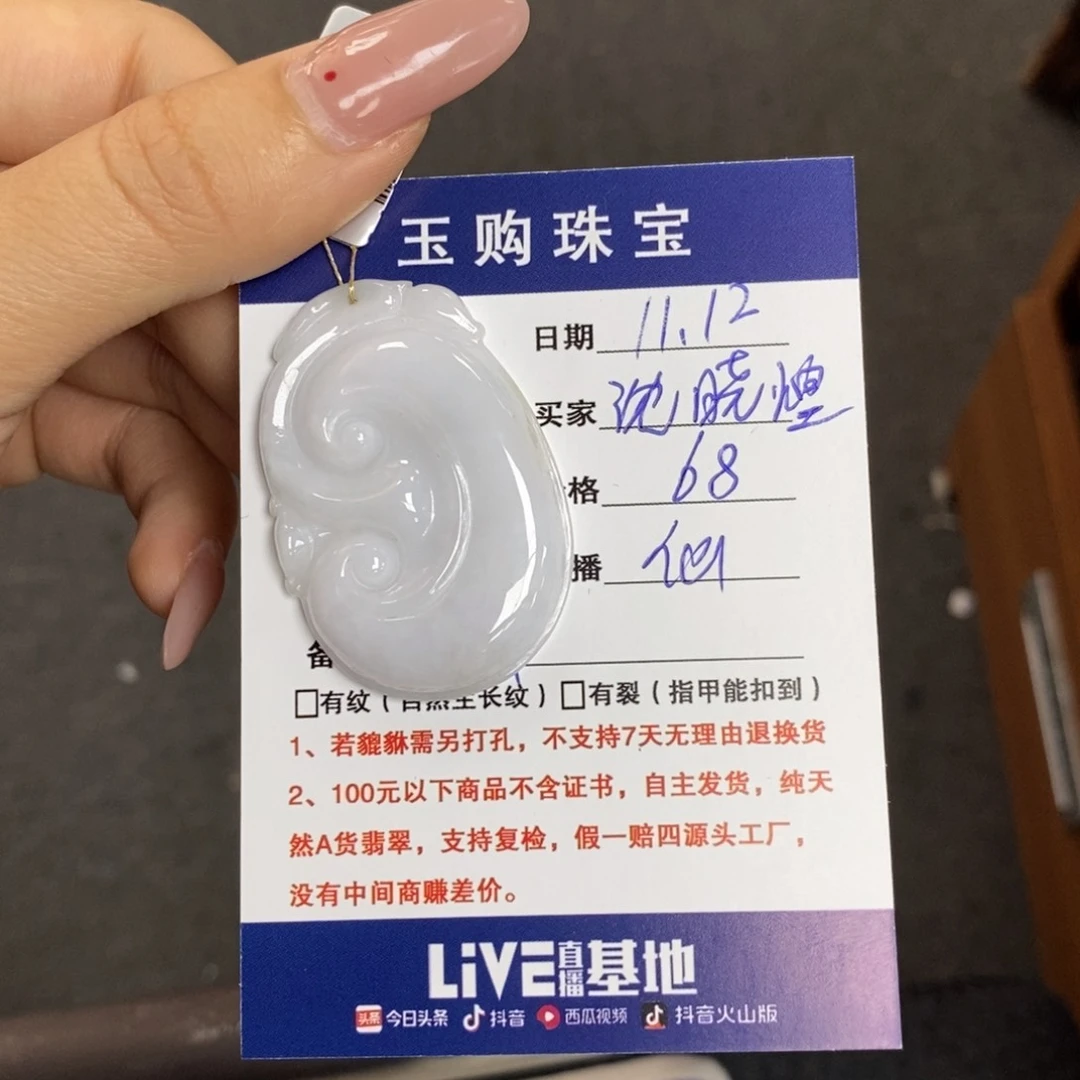 玉购珠宝
日期 11.12
买家 沈晓煌
格 68
播 仙
备
□有纹（自然生长纹）□有裂（指甲能扣到）
1、若貔貅需另打孔，不支持7天无理由退换货
2、100元以下商品不含证书，自主发货，纯天
然A货翡翠，支持复检，假一赔四源头工厂，
没有中间商赚差价。
LiVE直播基地
头条 今日头条 抖音 西瓜视频 抖音火山版